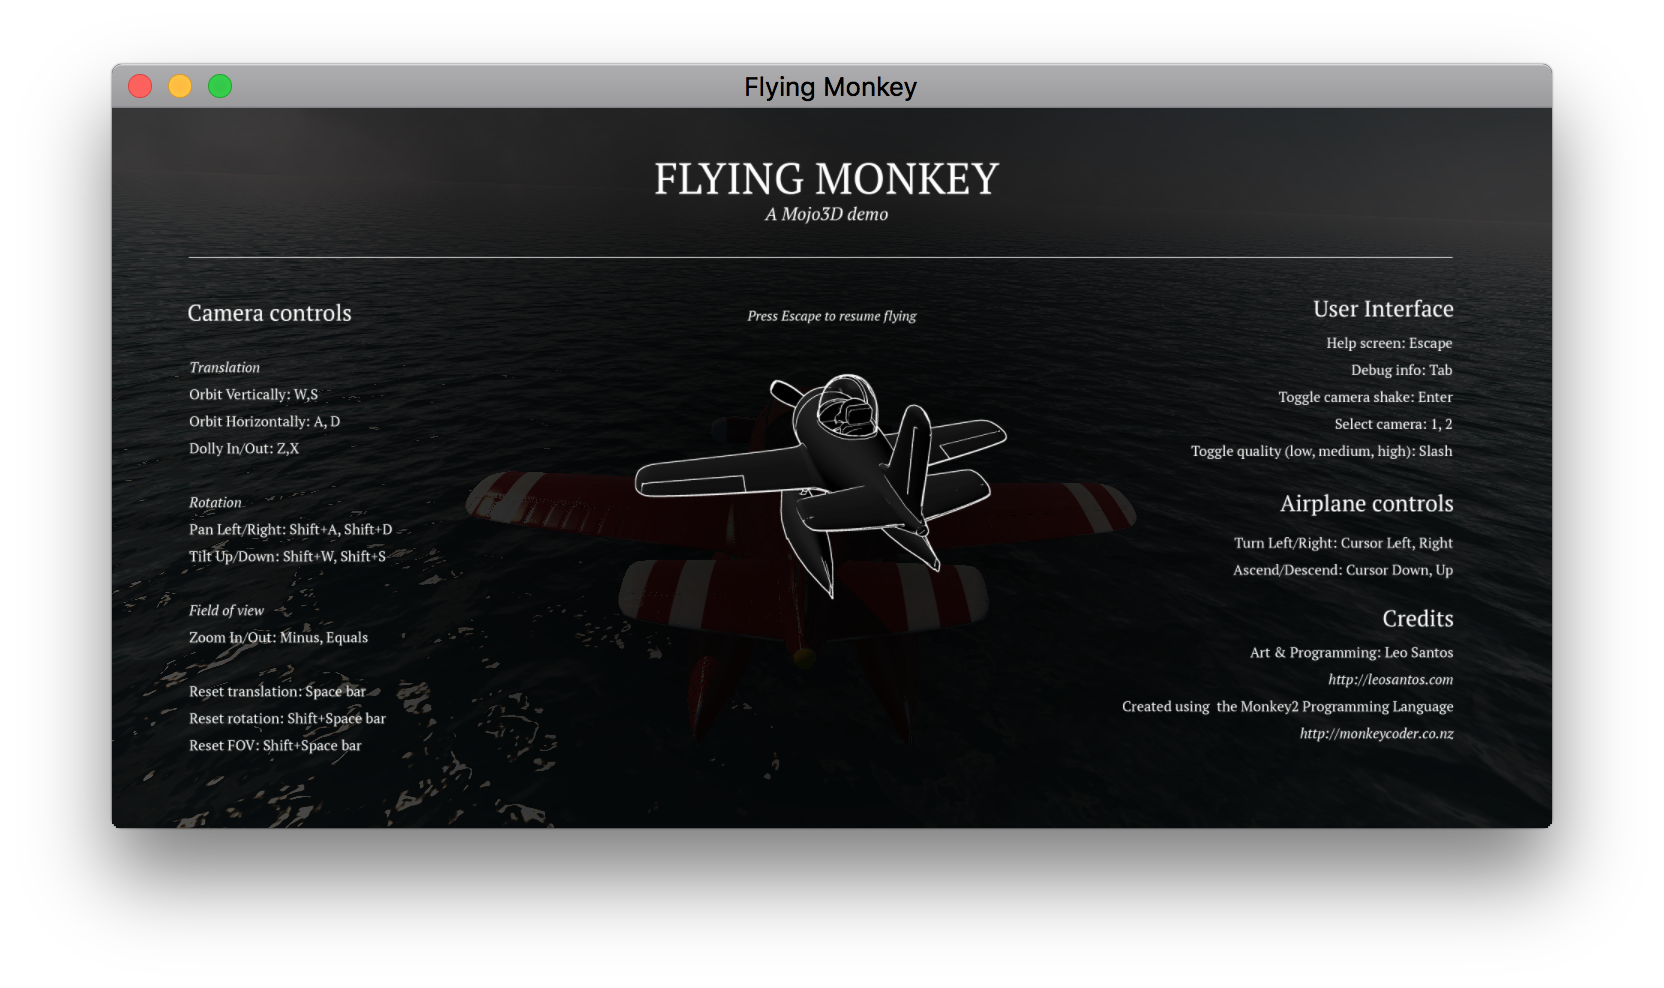 Flying Monkey
FLYING MONKEY
A Mojo3D demo
Camera controls
Translation
Orbit Vertically: W,S
Orbit Horizontally: A, D
Dolly In/Out: Z,X
Rotation
Pan Left/Right: Shift+A, Shift+D
Tilt Up/Down: Shift+W, Shift+S
Field of view
Zoom In/Out: Minus, Equals
Reset translation: Space bar
Reset rotation: Shift+Space bar
Reset FOV: Shift+Space bar
Press Escape to resume flying
User Interface
Help screen: Escape
Debug info: Tab
Toggle camera shake: Enter
Select camera: 1, 2
Toggle quality (low, medium, high): Slash
Airplane controls
Turn Left/Right: Cursor Left, Right
Ascend/Descend: Cursor Down, Up
Credits
Art & Programming: Leo Santos
http://leosantos.com
Created using  the Monkey2 Programming Language
http://monkeycoder.co.nz